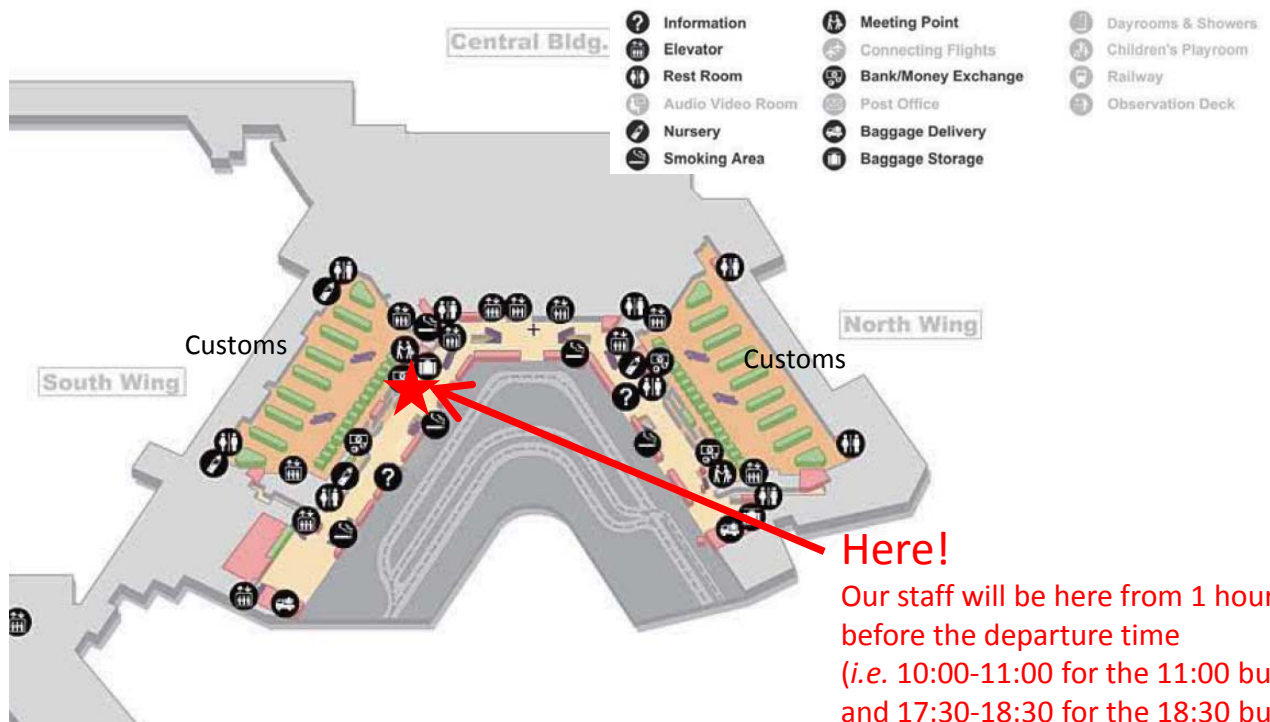 Central Bldg.
Information
Elevator
Rest Room
Audio Video Room
Nursery
Smoking Area
Meeting Point
Connecting Flights
Bank/Money Exchange
Post Office
Baggage Delivery
Baggage Storage
Dayrooms & Showers
Children's Playroom
Railway
Observation Deck
Customs
South Wing
North Wing
Customs
Here!
Our staff will be here from 1 hour
before the departure time
(i.e. 10:00-11:00 for the 11:00 bu
and 17:30-18:30 for the 18:30 bu